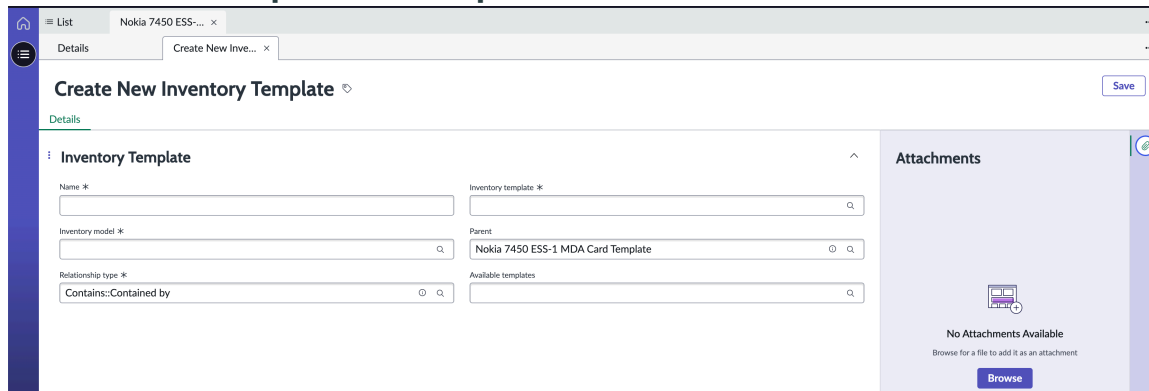 List
Nokia 7450 ESS-... ×
Details
Create New Inve... ×
Create New Inventory Template
Save
Details
Inventory Template
Attachments
Name *
Inventory template *
Inventory model *
Parent
Nokia 7450 ESS-1 MDA Card Template
Relationship type *
Available templates
Contains::Contained by
No Attachments Available
Browse for a file to add it as an attachment
Browse